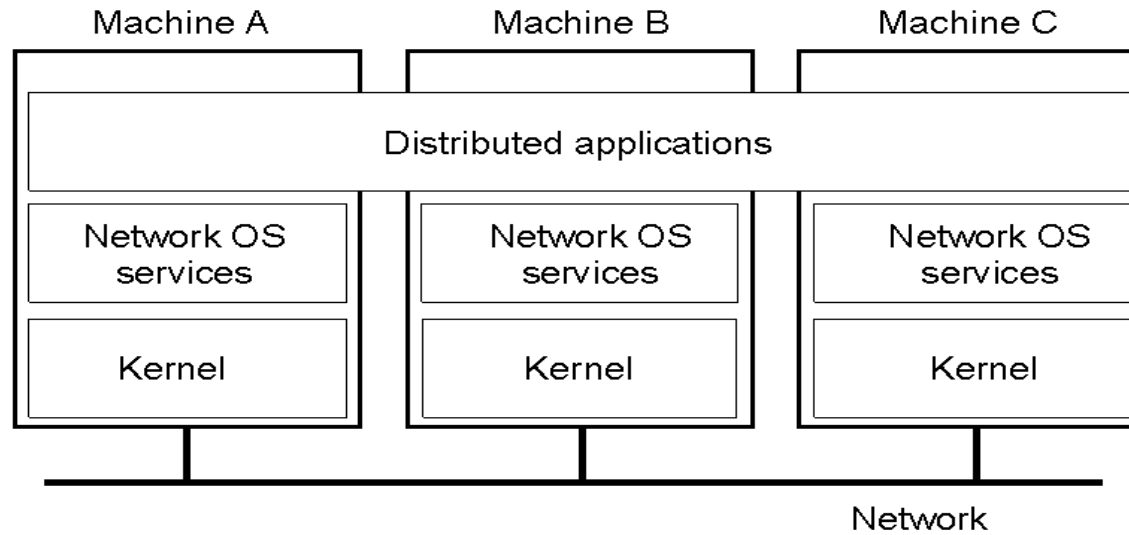 Machine A
Machine B
Machine C
Distributed applications
Network OS
services
Network OS
services
Network OS
services
Kernel
Kernel
Kernel
Network